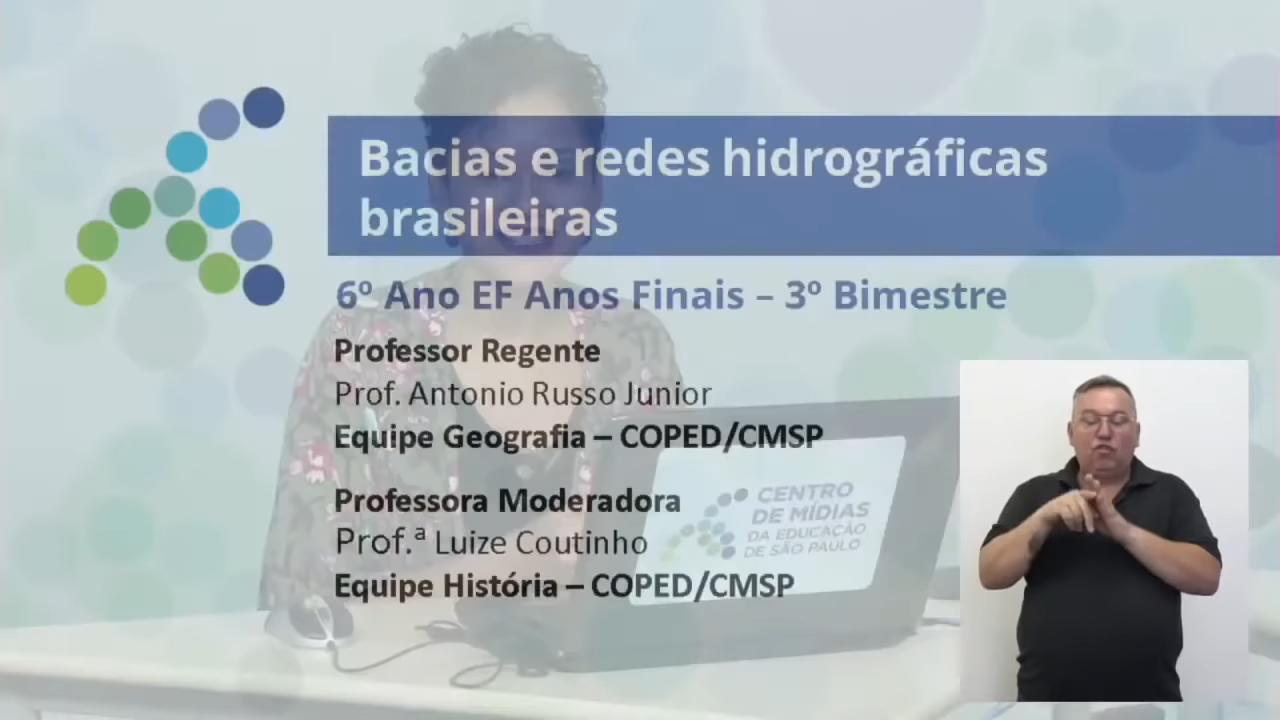 Bacias e redes hidrográficas
brasileiras
6º Ano EF Anos Finais – 3º Bimestre
Professor Regente
Prof. Antonio Russo Junior
Equipe Geografia – COPED/CMSP
Professora Moderadora
Prof.ª Luize Coutinho
Equipe História – COPED/CMSP
CENTRO
DE MÍDIAS
DA EDUCAÇÃO
DE SÃO PAULO